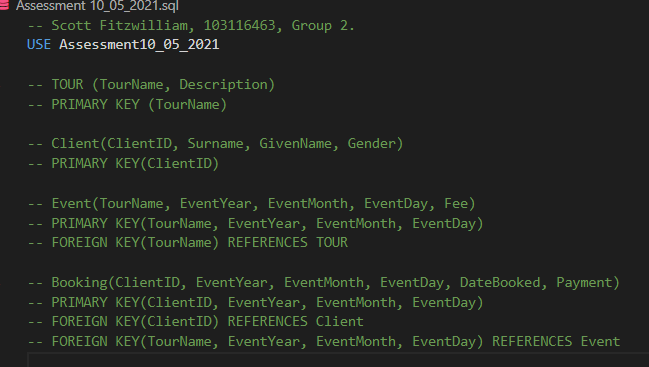 Assessment 10_05_2021.sql
-- Scott Fitzwilliam, 103116463, Group 2.
USE Assessment10_05_2021
-- TOUR (TourName, Description)
-- PRIMARY KEY (TourName)
-- Client(ClientID, Surname, GivenName, Gender)
-- PRIMARY KEY(ClientID)
-- Event(TourName, EventYear, EventMonth, EventDay, Fee)
-- PRIMARY KEY(TourName, EventYear, EventMonth, EventDay)
-- FOREIGN KEY(TourName) REFERENCES TOUR
-- Booking(ClientID, EventYear, EventMonth, EventDay, DateBooked, Payment)
-- PRIMARY KEY(ClientID, EventYear, EventMonth, EventDay)
-- FOREIGN KEY(ClientID) REFERENCES Client
-- FOREIGN KEY(TourName, EventYear, EventMonth, EventDay) REFERENCES Event